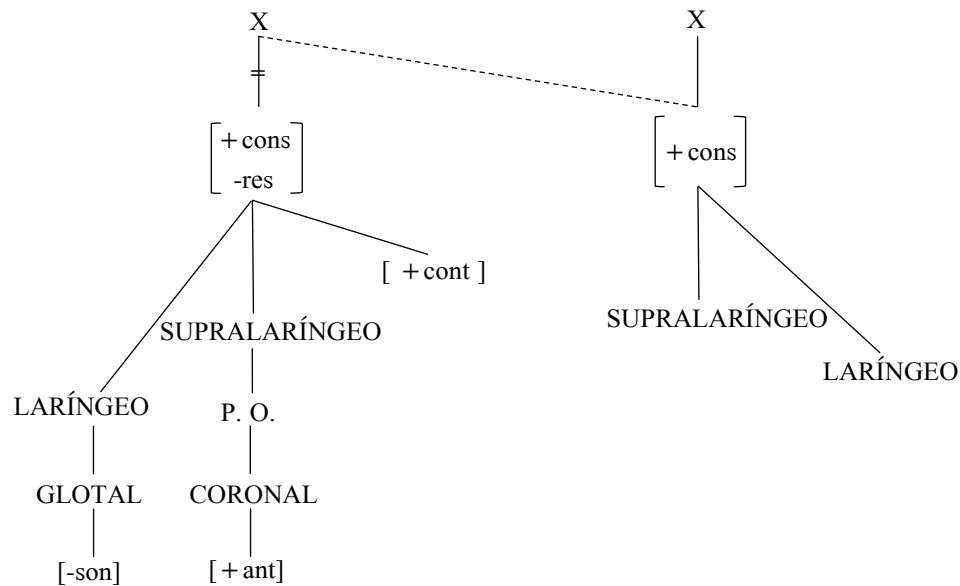 X X
+ cons
-res
+ cons
[ + cont ]
SUPRALARÍNGEO
SUPRALARÍNGEO
LARÍNGEO
LARÍNGEO P. O.
GLOTAL CORONAL
[-son] [+ ant]